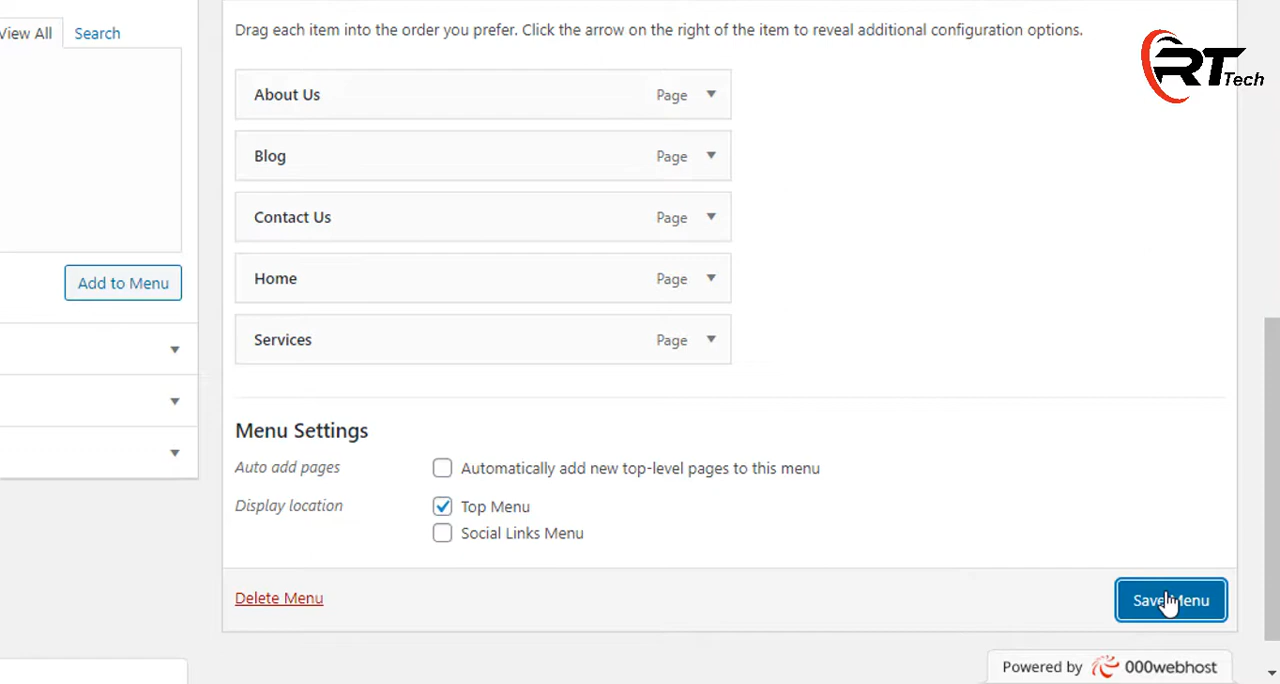 View All
Search
Drag each item into the order you prefer. Click the arrow on the right of the item to reveal additional configuration options.
RT Tech
About Us Page
Blog Page
Contact Us Page
Home Page
Add to Menu
Services Page
Menu Settings
Auto add pages
Automatically add new top-level pages to this menu
Display location
Top Menu
Social Links Menu
Delete Menu
Save Menu
Powered by 000webhost